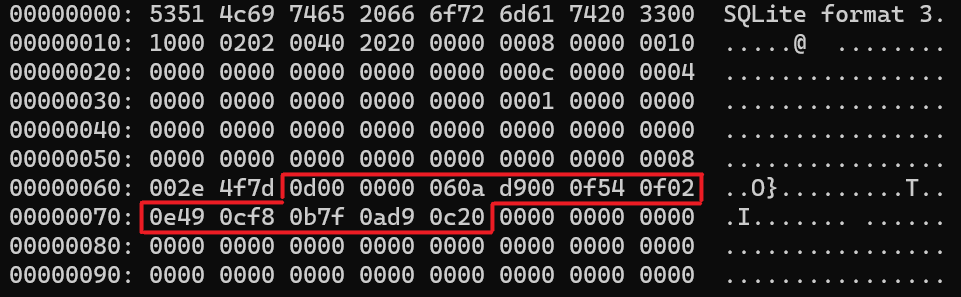 00000000: 5351 4c69 7465 2066 6f72 6d61 7420 3300  SQLite format 3.
00000010: 1000 0202 0040 2020 0000 0008 0000 0010  .....@  ........
00000020: 0000 0000 0000 0000 0000 000c 0000 0004  ................
00000030: 0000 0000 0000 0000 0000 0001 0000 0000  ................
00000040: 0000 0000 0000 0000 0000 0000 0000 0000  ................
00000050: 0000 0000 0000 0000 0000 0000 0000 0008  ................
00000060: 002e 4f7d 0d00 0000 060a d900 0f54 0f02  ..O}.........T..
00000070: 0e49 0cf8 0b7f 0ad9 0c20 0000 0000 0000  .I....... ......
00000080: 0000 0000 0000 0000 0000 0000 0000 0000  ................
00000090: 0000 0000 0000 0000 0000 0000 0000 0000  ................